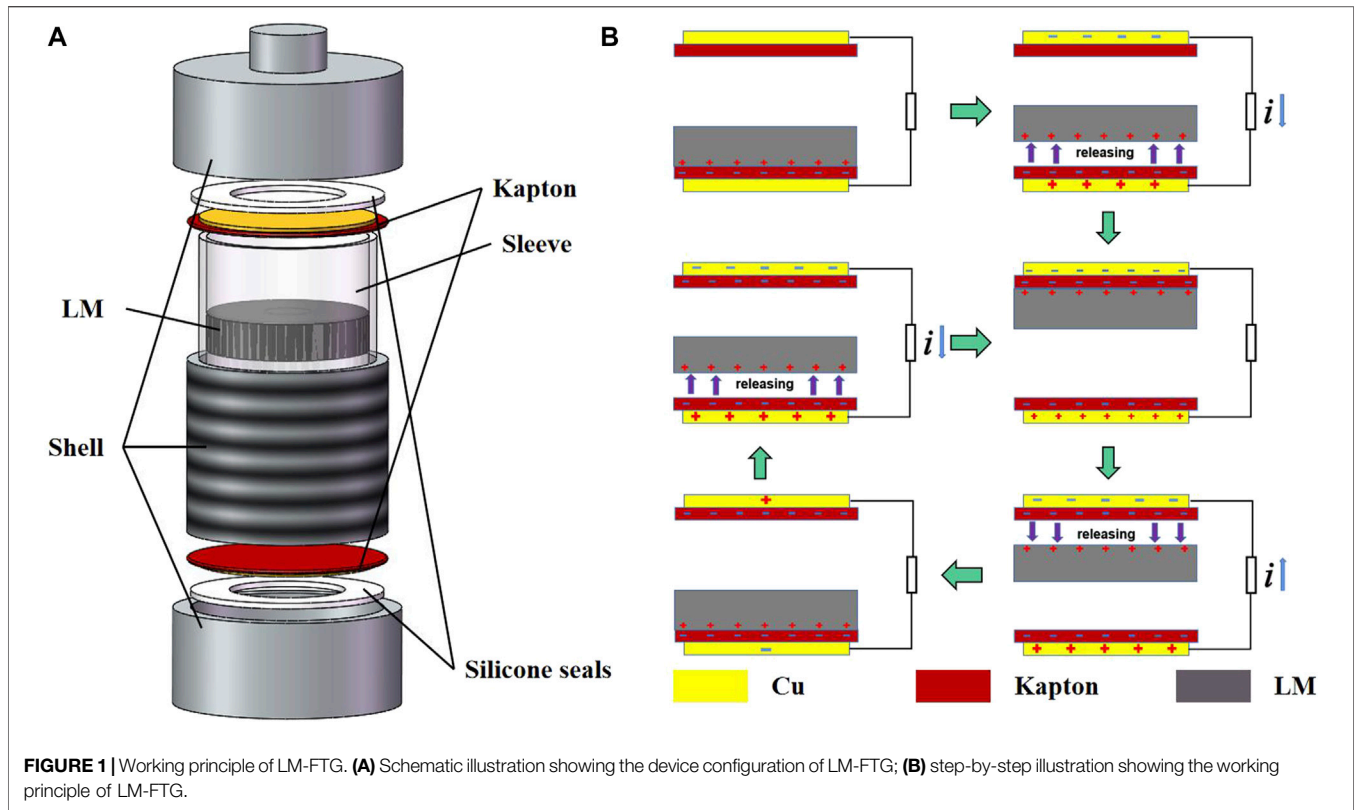 A
Kapton
Sleeve
LM
Shell
Silicone seals
B
releasing
i
releasing
i
releasing
i
Cu
Kapton
LM
FIGURE 1 | Working principle of LM-FTG. (A) Schematic illustration showing the device configuration of LM-FTG; (B) step-by-step illustration showing the working
principle of LM-FTG.